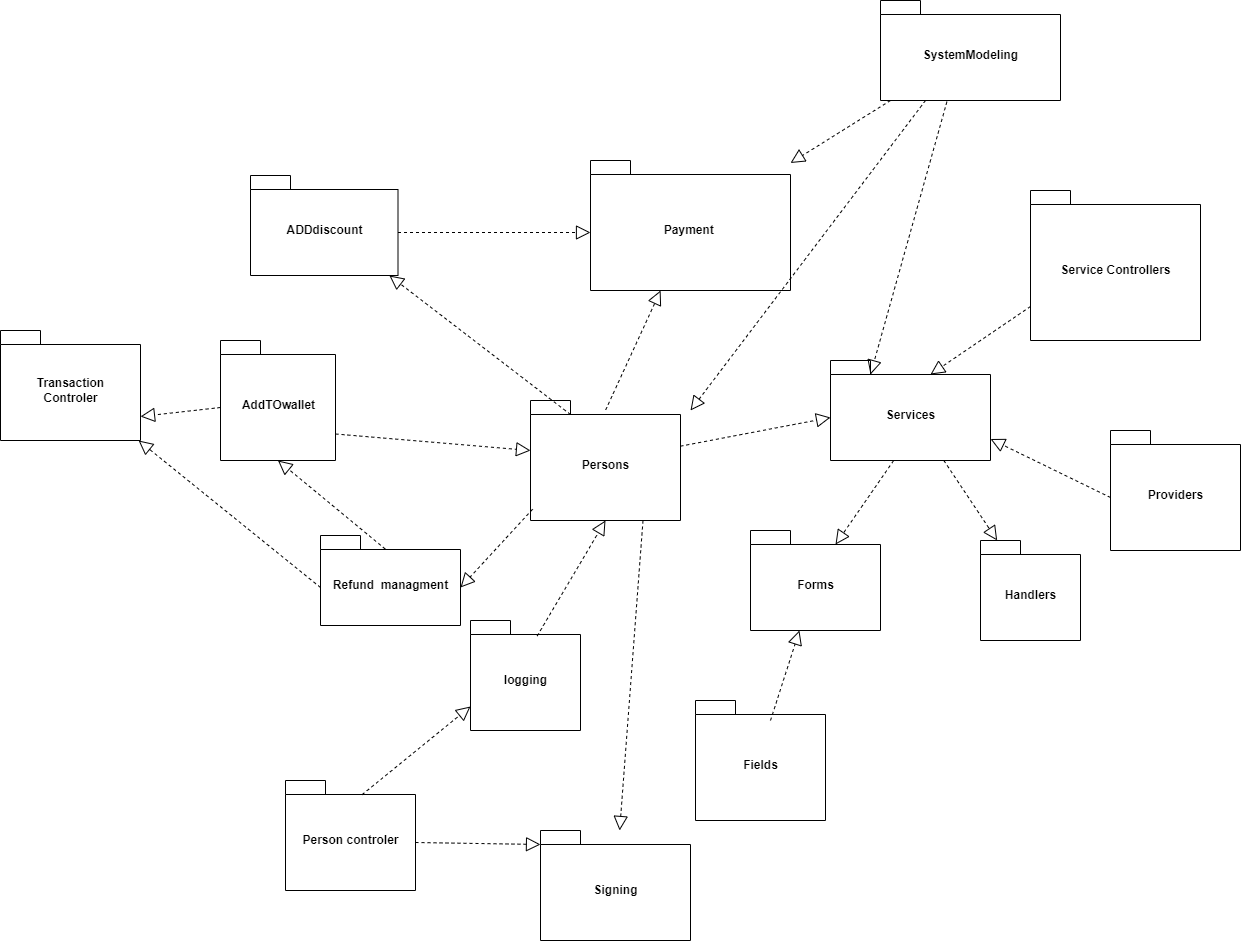 SystemModeling
ADDdiscount
Payment
Service Controllers
Transaction
Controler
AddTOwallet
Services
Persons
Providers
Refund  managment
Forms
Handlers
logging
Fields
Person controler
Signing